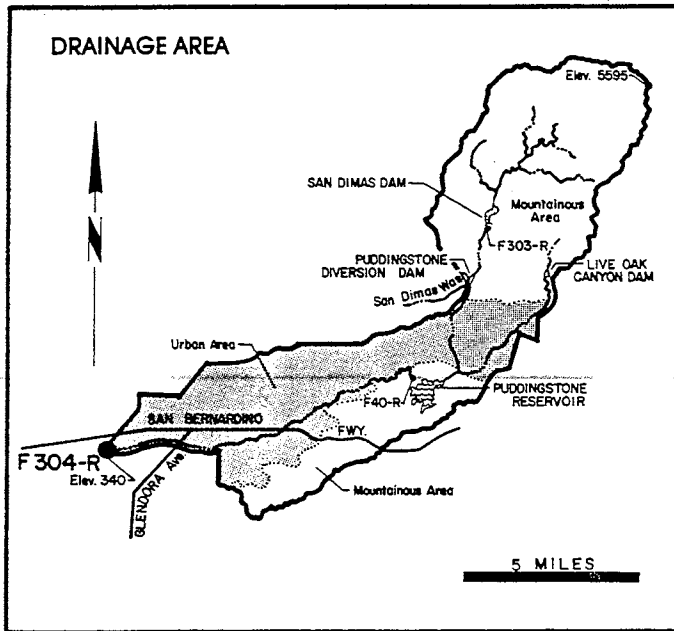 DRAINAGE AREA
Elev. 5595
N
SAN DIMAS DAM
Mountainous
Area
F303-R
PUDDINGSTONE
DIVERSION DAM
LIVE OAK
CANYON DAM
San Dimas Wash
Urban Area
F40-R
PUDDINGSTONE
RESERVOIR
SAN BERNARDINO
FWY.
F304-R
Elev. 340
GLENDORA Ave.
Mountainous Area
5 MILES